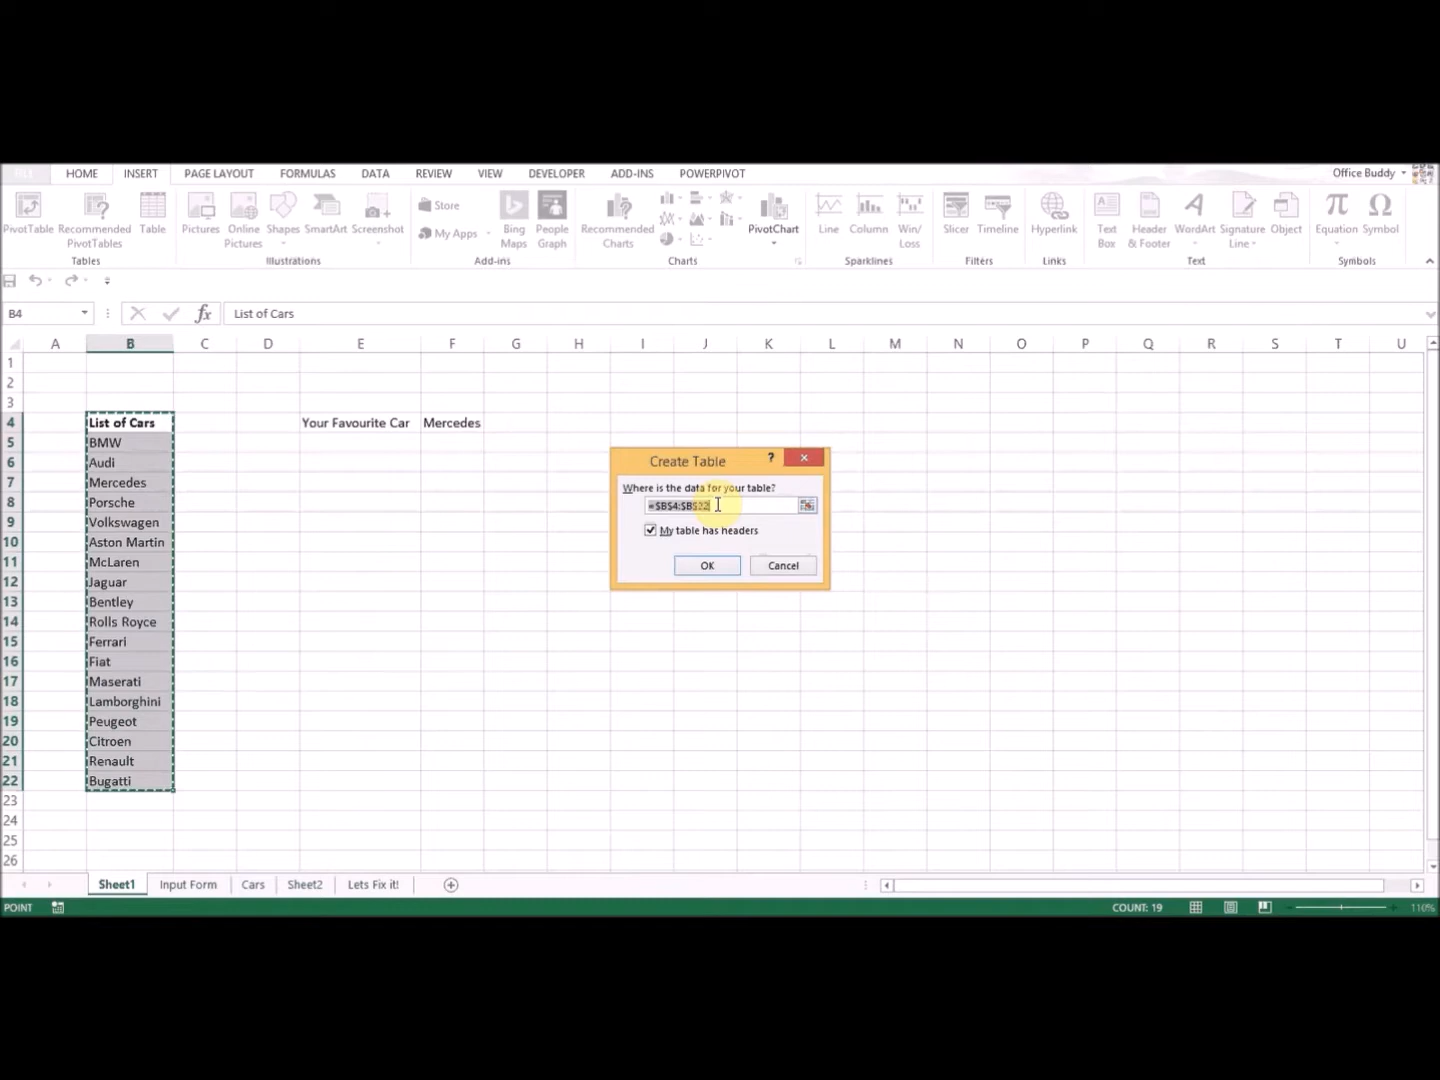 FILE HOME INSERT PAGE LAYOUT FORMULAS DATA REVIEW VIEW DEVELOPER ADD-INS POWERPIVOT Office Buddy
PivotTable Recommended PivotTables Table Pictures Online Pictures Shapes SmartArt Screenshot Store My Apps Bing Maps People Graph Recommended Charts PivotChart Line Column Win/Loss Slicer Timeline Hyperlink Text Box Header & Footer WordArt Signature Line Object Equation Symbol
Tables Illustrations Add-ins Charts Sparklines Filters Links Text Symbols
B4 fx List of Cars
A B C D E F G H I J K L M N O P Q R S T U
1
2
3
4 List of Cars Your Favourite Car Mercedes
5 BMW
6 Audi
7 Mercedes
8 Porsche
9 Volkswagen
10 Aston Martin
11 McLaren
12 Jaguar
13 Bentley
14 Rolls Royce
15 Ferrari
16 Fiat
17 Maserati
18 Lamborghini
19 Peugeot
20 Citroen
21 Renault
22 Bugatti
23
24
25
26
Create Table ?
Where is the data for your table?
=$B$4:$B$22
My table has headers
OK Cancel
Sheet1 Input Form Cars Sheet2 Lets Fix it!
POINT COUNT: 19 110%